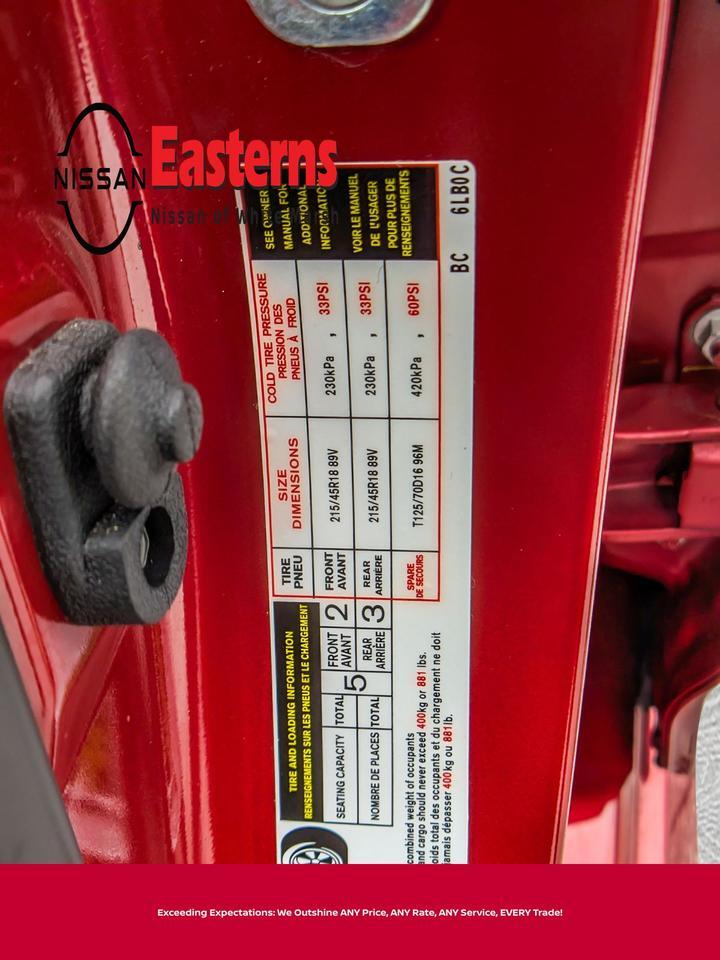 NISSAN
Easterns
Nissan of
TIRE AND LOADING INFORMATION
RENSEIGNEMENTS SUR LES PNEUS ET LE CHARGEMENT
SEATING CAPACITY
NOMBRE DE PLACES
TOTAL
TOTAL
5
FRONT
AVANT
2
REAR
ARRIÈRE
3
TIRE
PNEU
SIZE
DIMENSIONS
COLD TIRE PRESSURE
PRESSION DES
PNEUS À FROID
SEE OWNER
MANUAL FOR
ADDITIONAL
INFORMATION
FRONT
AVANT
215/45R18 89V
230kPa , 33PSI
REAR
ARRIÈRE
215/45R18 89V
230kPa , 33PSI
VOIR LE MANUEL
DE L'USAGER
POUR PLUS DE
RENSEIGNEMENTS
SPARE
DE SECOURS
T125/70D16 96M
420kPa , 60PSI
combined weight of occupants
and cargo should never exceed 400kg or 881 lbs.
oids total des occupants et du chargement ne doit
jamais dépasser 400kg ou 881lb.
BC 6LB0C
Exceeding Expectations: We Outshine ANY Price, ANY Rate, ANY Service, EVERY Trade!